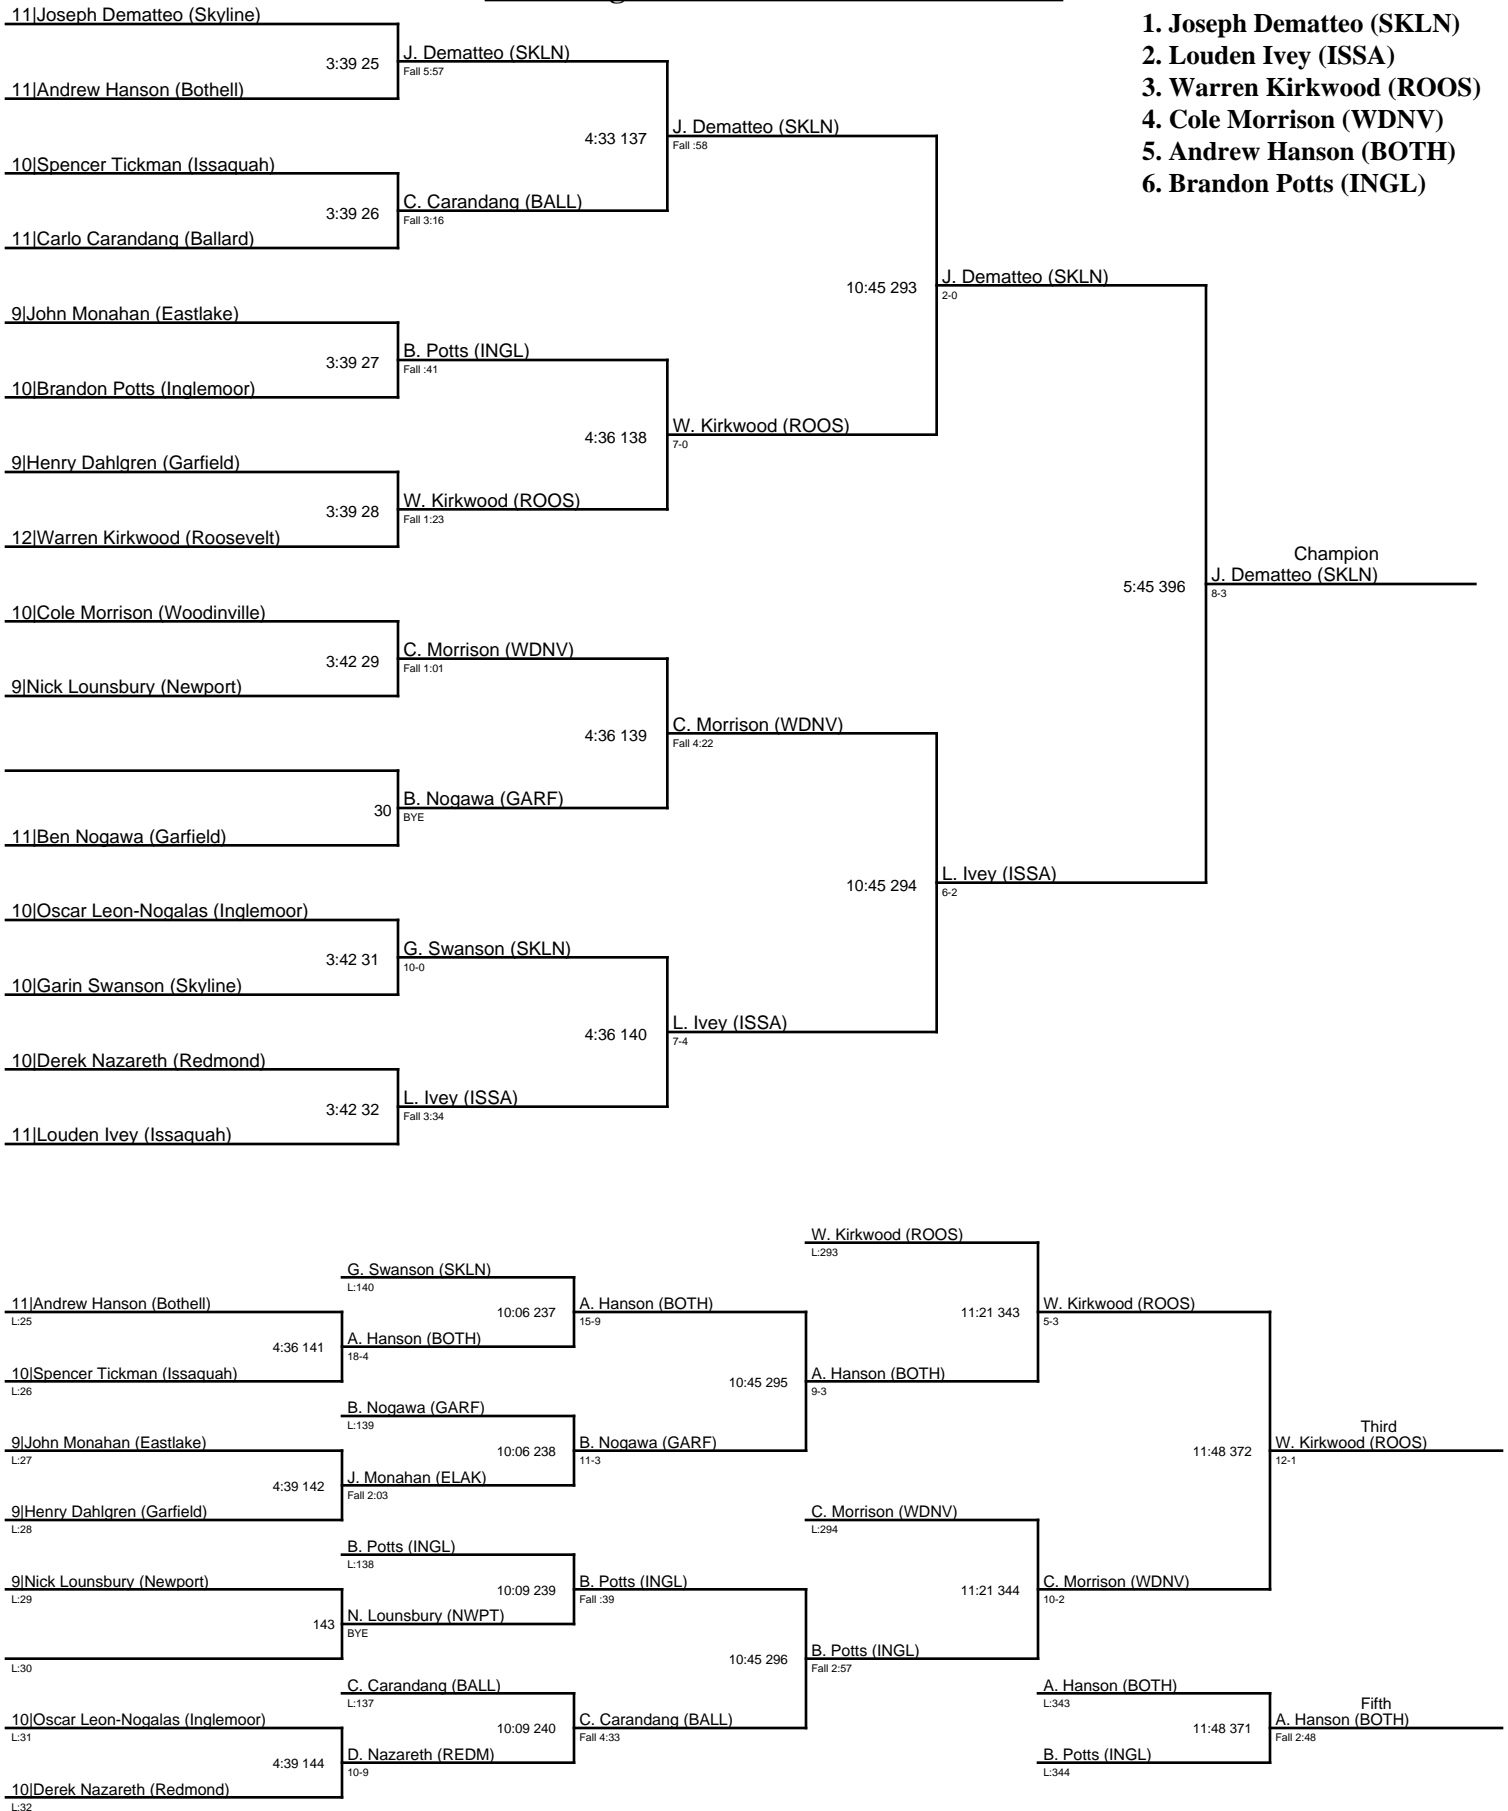 1. Joseph Dematteo (SKLN)
2. Louden Ivey (ISSA)
3. Warren Kirkwood (ROOS)
4. Cole Morrison (WDNV)
5. Andrew Hanson (BOTH)
6. Brandon Potts (INGL)
11|Joseph Dematteo (Skyline)
3:39 25
11|Andrew Hanson (Bothell)
J. Dematteo (SKLN)
Fall 5:57
10|Spencer Tickman (Issaquah)
3:39 26
11|Carlo Carandang (Ballard)
C. Carandang (BALL)
Fall 3:16
4:33 137
J. Dematteo (SKLN)
Fall :58
9|John Monahan (Eastlake)
3:39 27
10|Brandon Potts (Inglemoor)
B. Potts (INGL)
Fall :41
9|Henry Dahlgren (Garfield)
3:39 28
12|Warren Kirkwood (Roosevelt)
W. Kirkwood (ROOS)
Fall 1:23
4:36 138
W. Kirkwood (ROOS)
7-0
10:45 293
J. Dematteo (SKLN)
2-0
10|Cole Morrison (Woodinville)
3:42 29
9|Nick Lounsbury (Newport)
C. Morrison (WDNV)
Fall 1:01
30
11|Ben Nogawa (Garfield)
B. Nogawa (GARF)
BYE
4:36 139
C. Morrison (WDNV)
Fall 4:22
10|Oscar Leon-Nogalas (Inglemoor)
3:42 31
10|Garin Swanson (Skyline)
G. Swanson (SKLN)
10-0
10|Derek Nazareth (Redmond)
3:42 32
11|Louden Ivey (Issaquah)
L. Ivey (ISSA)
Fall 3:34
4:36 140
L. Ivey (ISSA)
7-4
10:45 294
L. Ivey (ISSA)
6-2
5:45 396
Champion
J. Dematteo (SKLN)
8-3
11|Andrew Hanson (Bothell)
L:25
4:36 141
10|Spencer Tickman (Issaquah)
L:26
G. Swanson (SKLN)
L:140
10:06 237
A. Hanson (BOTH)
18-4
A. Hanson (BOTH)
15-9
9|John Monahan (Eastlake)
L:27
4:39 142
9|Henry Dahlgren (Garfield)
L:28
B. Nogawa (GARF)
L:139
10:06 238
J. Monahan (ELAK)
Fall 2:03
B. Nogawa (GARF)
11-3
10:45 295
9|Nick Lounsbury (Newport)
L:29
143
L:30
B. Potts (INGL)
L:138
10:09 239
N. Lounsbury (NWPT)
BYE
B. Potts (INGL)
Fall :39
10|Oscar Leon-Nogalas (Inglemoor)
L:31
4:39 144
10|Derek Nazareth (Redmond)
L:32
C. Carandang (BALL)
L:137
10:09 240
D. Nazareth (REDM)
10-9
C. Carandang (BALL)
Fall 4:33
10:45 296
W. Kirkwood (ROOS)
L:293
11:21 343
A. Hanson (BOTH)
9-3
W. Kirkwood (ROOS)
5-3
C. Morrison (WDNV)
L:294
11:21 344
B. Potts (INGL)
Fall 2:57
C. Morrison (WDNV)
10-2
11:48 372
Third
W. Kirkwood (ROOS)
12-1
A. Hanson (BOTH)
L:343
11:48 371
B. Potts (INGL)
L:344
Fifth
A. Hanson (BOTH)
Fall 2:48